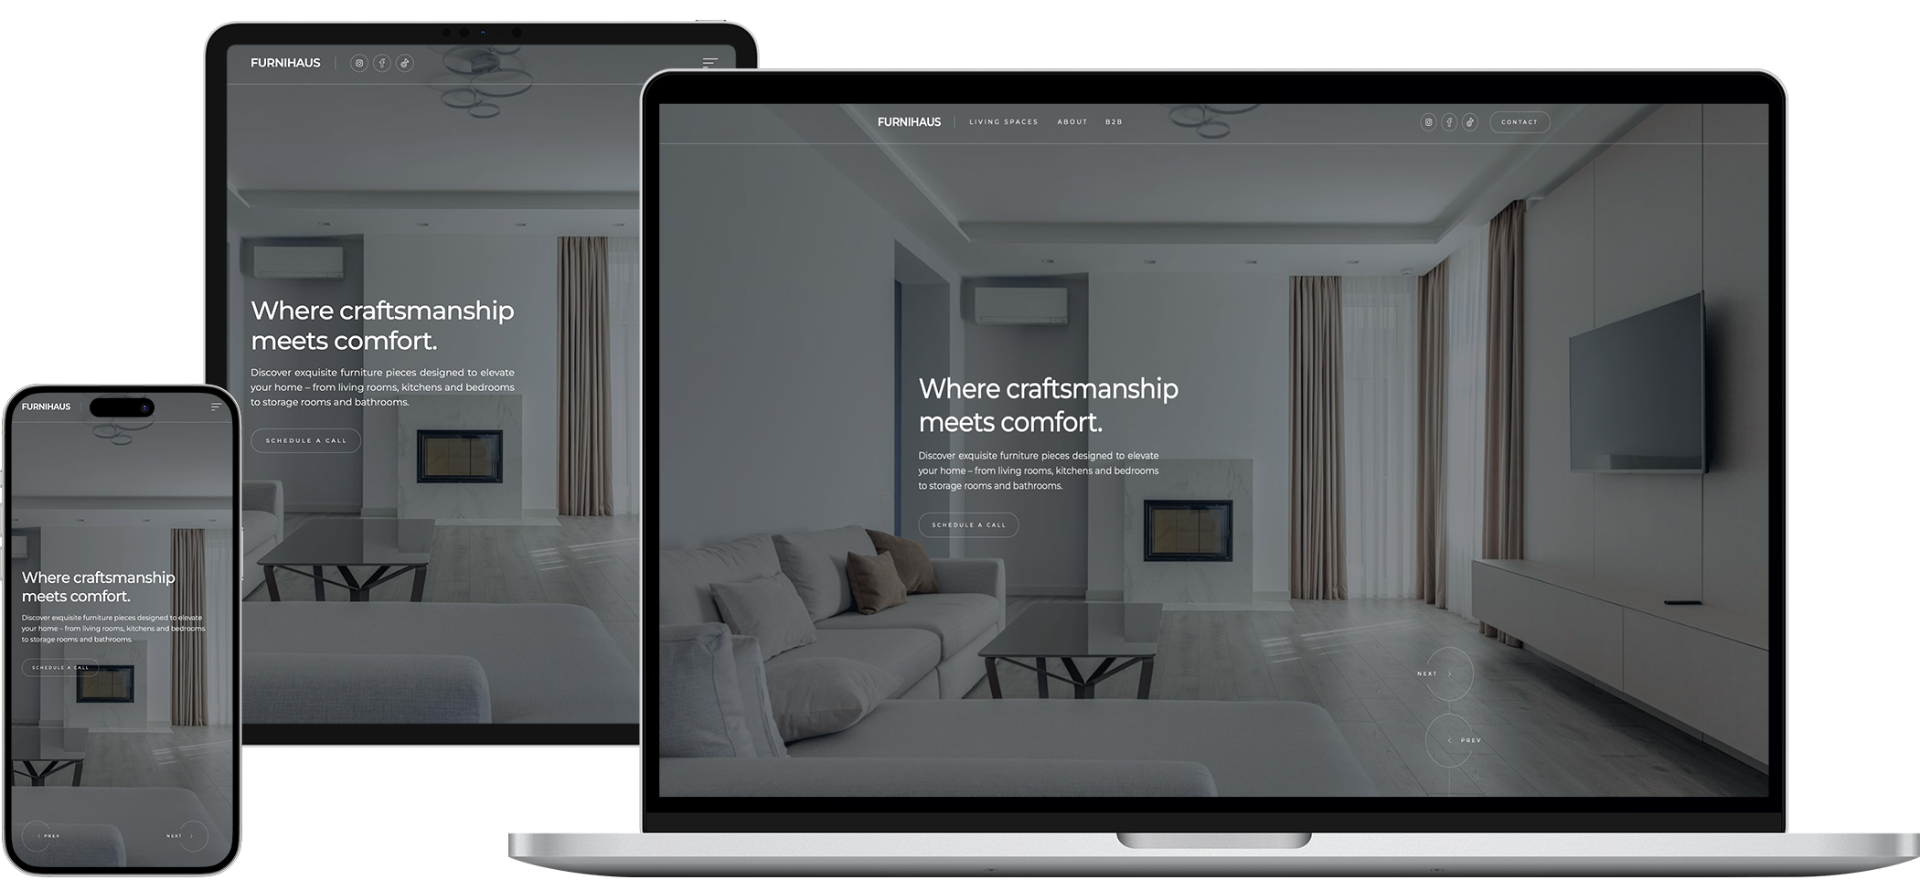 FURNIHAUS
Where craftsmanship
meets comfort.
Discover exquisite furniture pieces designed to elevate
your home – from living rooms, kitchens and bedrooms
to storage rooms and bathrooms.
SCHEDULE A CALL
FURNIHAUS LIVING SPACES ABOUT B2B CONTACT
Where craftsmanship
meets comfort.
Discover exquisite furniture pieces designed to elevate
your home – from living rooms, kitchens and bedrooms
to storage rooms and bathrooms.
SCHEDULE A CALL
NEXT
PREV
FURNIHAUS
Where craftsmanship
meets comfort.
Discover exquisite furniture pieces designed to elevate
your home – from living rooms, kitchens and bedrooms
to storage rooms and bathrooms.
SCHEDULE A CALL
PREV NEXT